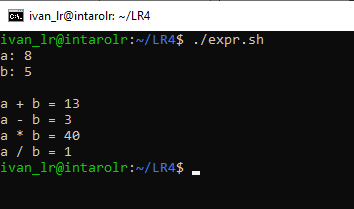 ivan_lr@intarolr: ~/LR4
ivan_lr@intarolr:~/LR4$ ./expr.sh
a: 8
b: 5
a + b = 13
a - b = 3
a * b = 40
a / b = 1
ivan_lr@intarolr:~/LR4$